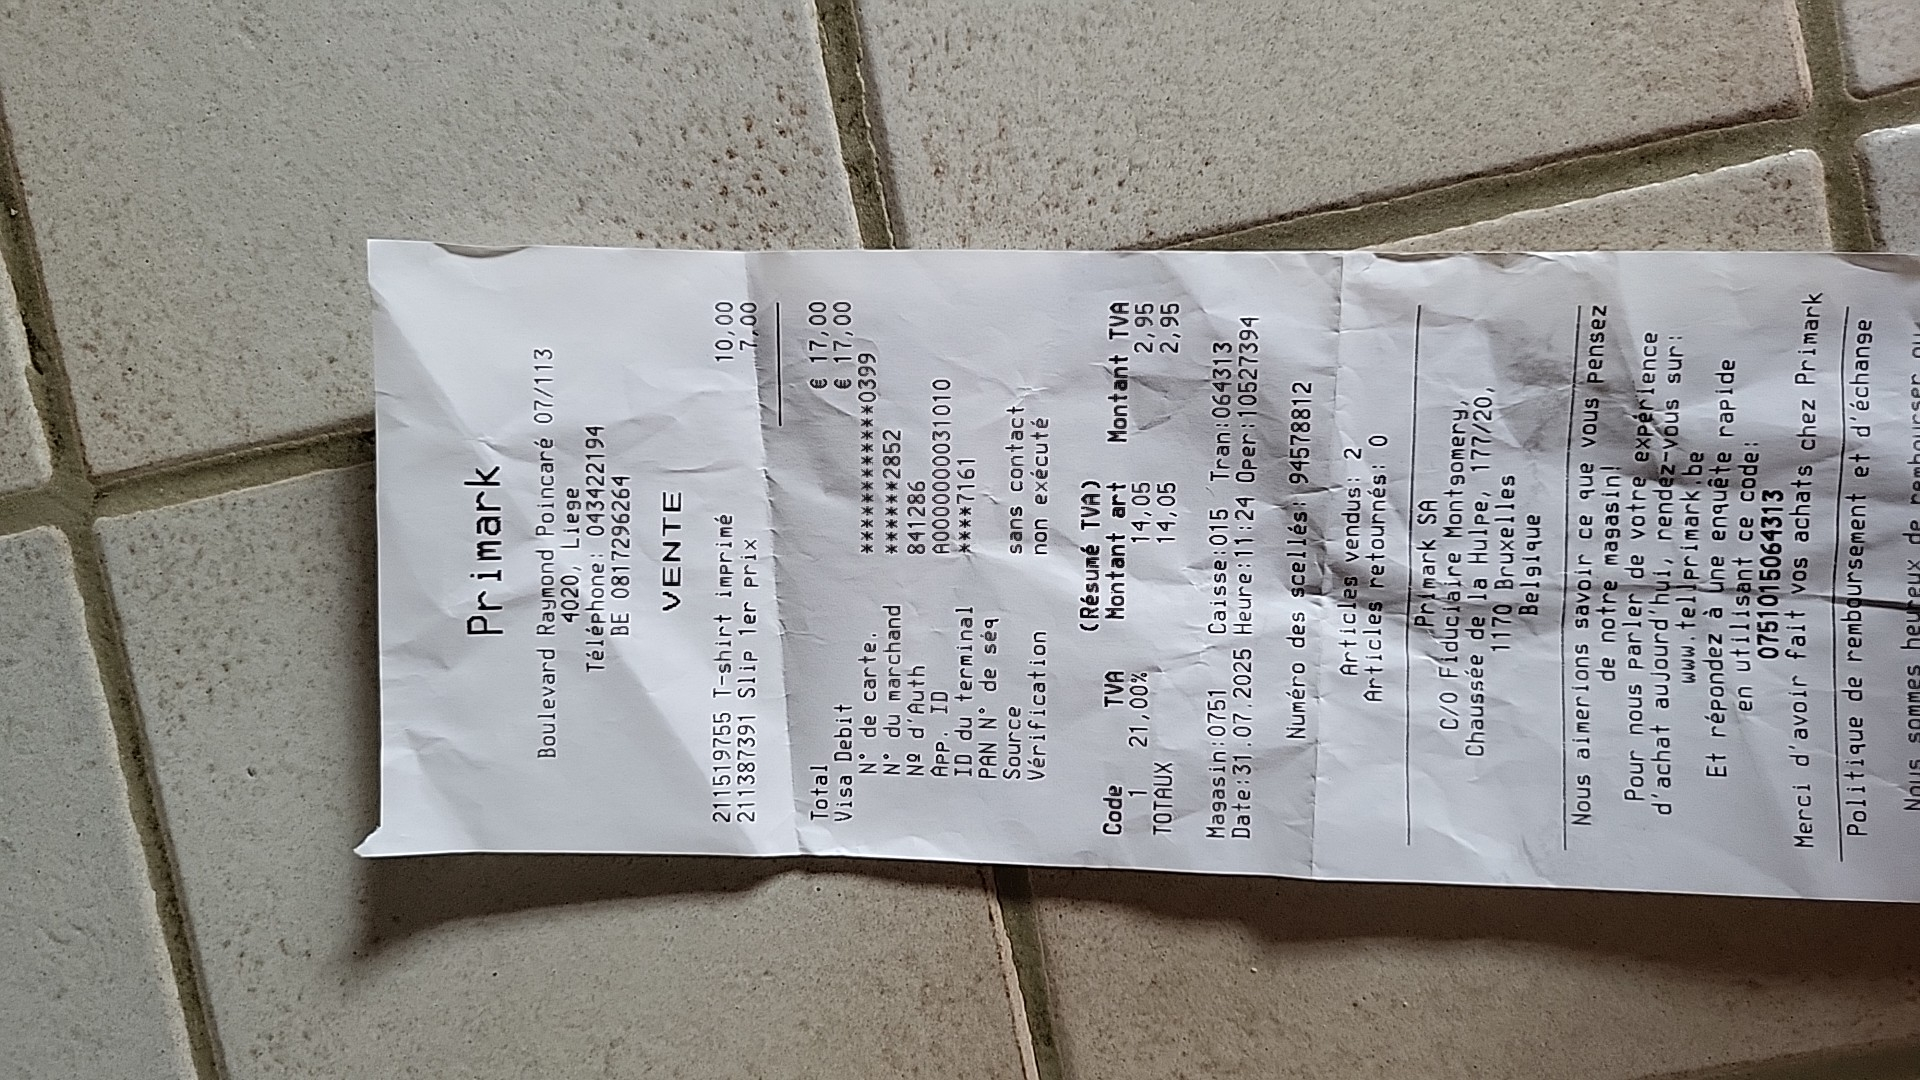 Primark
Boulevard Raymond Poincaré 07/113
4020, Liege
Téléphone: 043422194
BE 0817296264
VENTE
211519755 T-shirt imprimé 10,00
211387391 Slip 1er prix 7,00
Total € 17,00
Visa Debit € 17,00
N° de carte. ************0399
N° du marchand ******2852
Nº d'Auth 841286
App. ID A0000000031010
ID du terminal ****7161
PAN N° de séq
Source sans contact
Vérification non exécuté
(Résumé TVA)
Code TVA Montant art Montant TVA
1 21,00% 14,05 2,95
TOTAUX 14,05 2,95
Magasin:0751 Caisse:015 Tran:064313
Date:31.07.2025 Heure:11:24 Oper:10527394
Numéro des scellés: 945788812
Articles vendus: 2
Articles retournés: 0
Primark SA
C/O Fiduciaire Montgomery,
Chaussée de la Hulpe, 177/20,
1170 Bruxelles
Belgique
Nous aimerions savoir ce que vous pensez
de notre magasin!
Pour nous parler de votre expérience
d'achat aujourd'hui, rendez-vous sur:
www.tellprimark.be
Et répondez à une enquête rapide
en utilisant ce code:
0751015064313
Merci d'avoir fait vos achats chez Primark
Politique de remboursement et d'échange
Nous sommes heureux de rembourser ou